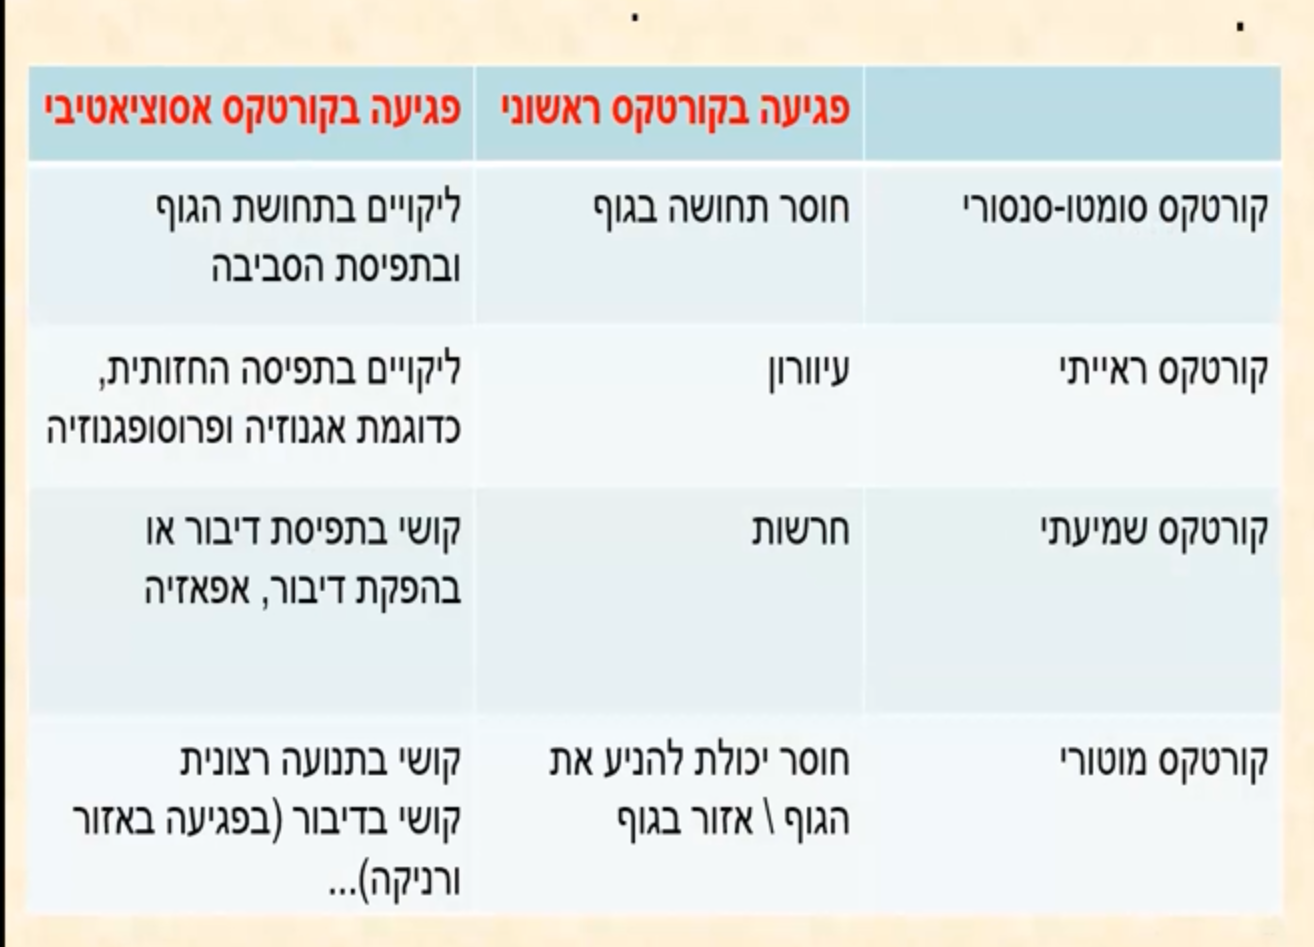 פגיעה בקורטקס ראשוני
פגיעה בקורטקס אסוציאטיבי
קורטקס סומטו-סנסורי
חוסר תחושה בגוף
ליקויים בתחושת הגוף
ובתפיסת הסביבה
קורטקס ראייתי
עיוורון
ליקויים בתפיסה החזותית,
כדוגמת אגנוזיה ופרוסופגנוזיה
קורטקס שמיעתי
חרשות
קושי בתפיסת דיבור או
בהפקת דיבור, אפאזיה
קורטקס מוטורי
חוסר יכולת להניע את
הגוף \ אזור בגוף
קושי בתנועה רצונית
קושי בדיבור (בפגיעה באזור
ורניקה)...